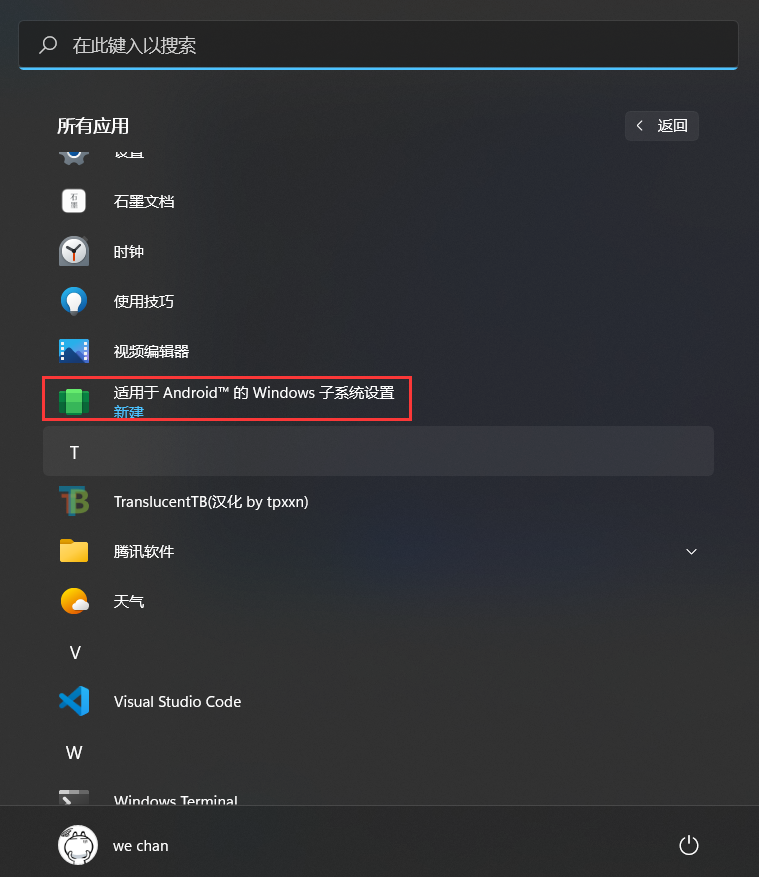 在此键入以搜索
所有应用
返回
设置
石墨
石墨文档
时钟
使用技巧
视频编辑器
适用于 Android™ 的 Windows 子系统设置
新建
T
TB
TranslucentTB(汉化 by tpxxn)
腾讯软件
天气
V
Visual Studio Code
W
Windows Terminal
we chan